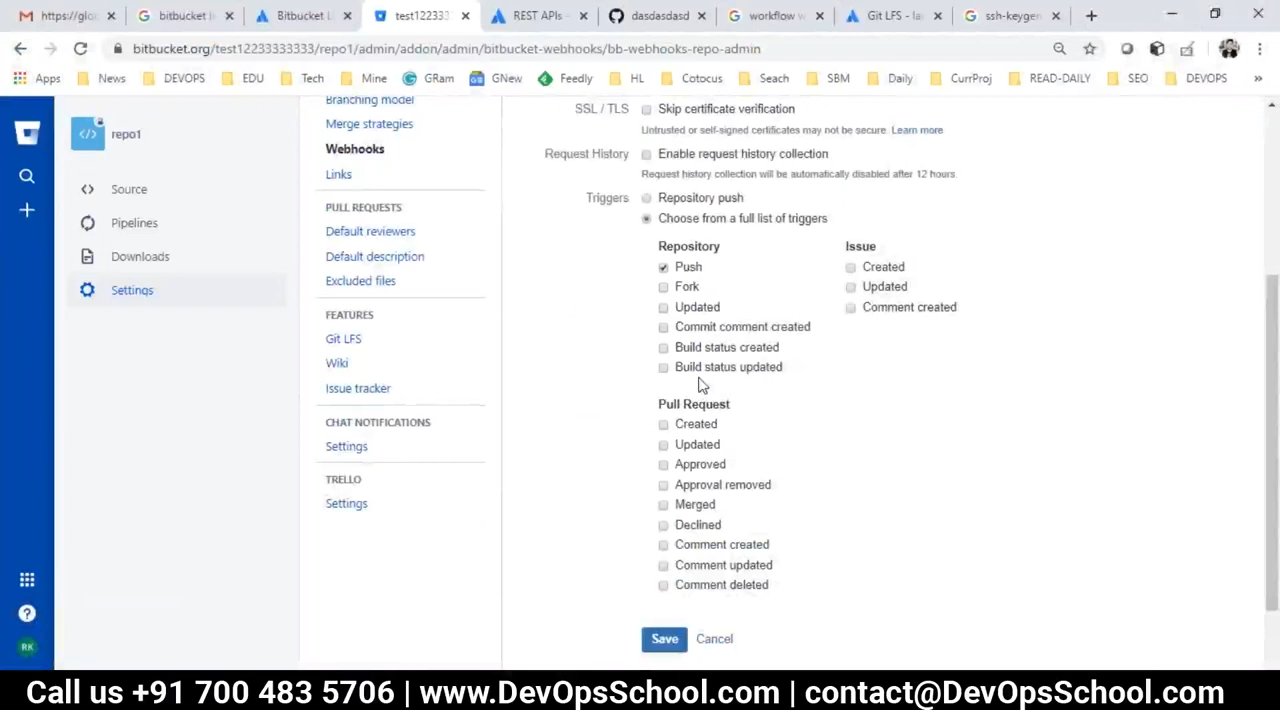 https://glo
bitbucket
Bitbucket
test122333
REST APIs –
dasdasdasd
workflow w
Git LFS - la
ssh-keygen
bitbucket.org/test12233333333/repo1/admin/addon/admin/bitbucket-webhooks/bb-webhooks-repo-admin
Apps
News
DEVOPS
EDU
Tech
Mine
GRam
GNew
Feedly
HL
Cotocus
Seach
SBM
Daily
CurrProj
READ-DAILY
SEO
DEVOPS
»
repo1
Source
Pipelines
Downloads
Settings
RK
Branching model
Merge strategies
Webhooks
Links
PULL REQUESTS
Default reviewers
Default description
Excluded files
FEATURES
Git LFS
Wiki
Issue tracker
CHAT NOTIFICATIONS
Settings
TRELLO
Settings
SSL / TLS
Skip certificate verification
Untrusted or self-signed certificates may not be secure. Learn more
Request History
Enable request history collection
Request history collection will be automatically disabled after 12 hours.
Triggers
Repository push
Choose from a full list of triggers
Repository
Push
Fork
Updated
Commit comment created
Build status created
Build status updated
Issue
Created
Updated
Comment created
Pull Request
Created
Updated
Approved
Approval removed
Merged
Declined
Comment created
Comment updated
Comment deleted
Save
Cancel
Call us +91 700 483 5706 | www.DevOpsSchool.com | contact@DevOpsSchool.com